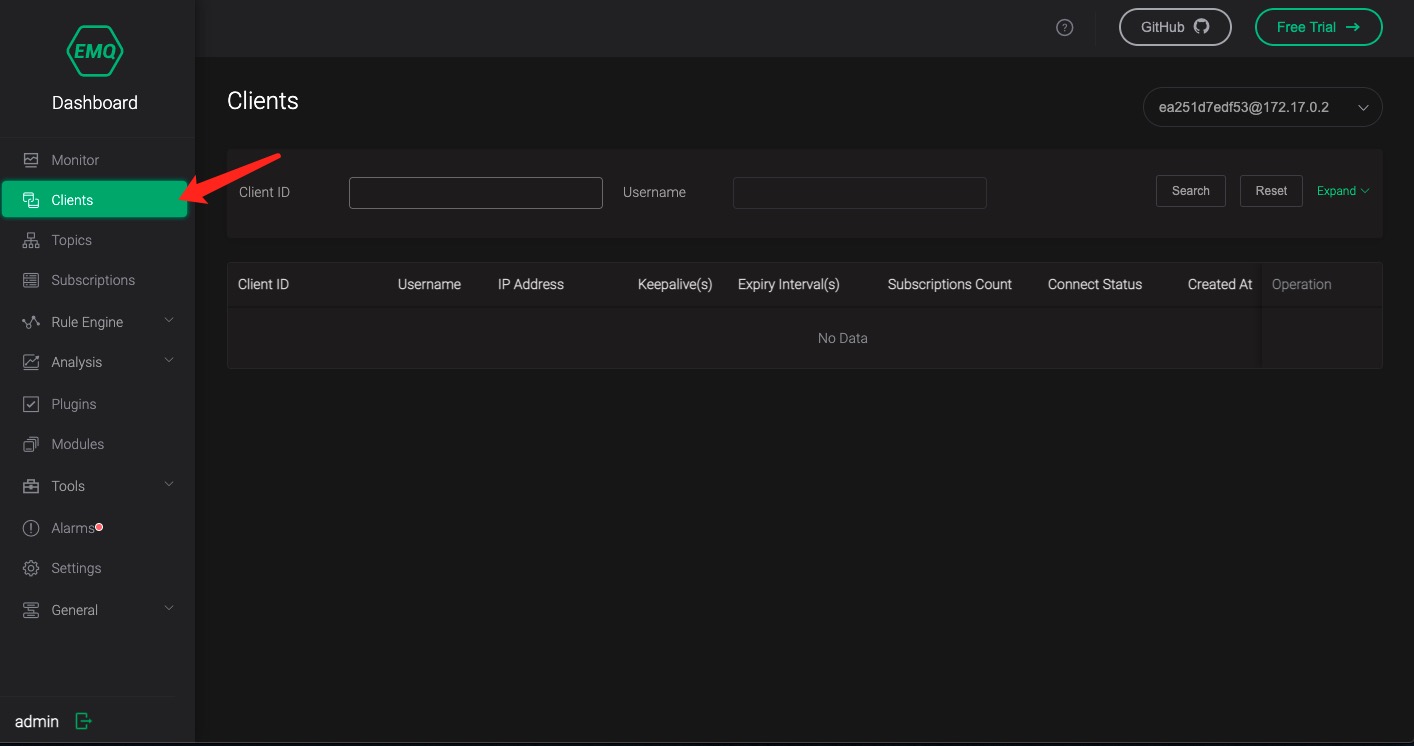 EMQ
Dashboard
Monitor
Clients
Topics
Subscriptions
Rule Engine
Analysis
Plugins
Modules
Tools
Alarms
Settings
General
admin
?
GitHub
Free Trial →
Clients
ea251d7edf53@172.17.0.2
Client ID Username Search Reset Expand
Client ID Username IP Address Keepalive(s) Expiry Interval(s) Subscriptions Count Connect Status Created At Operation
No Data